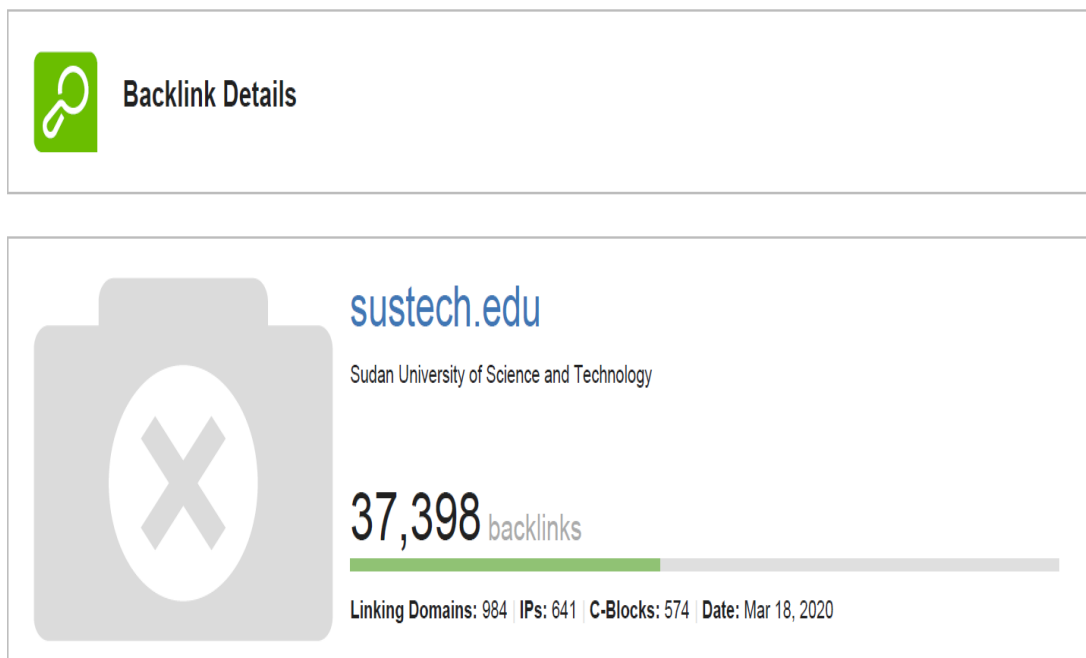 Backlink Details
sustech.edu
Sudan University of Science and Technology
37,398 backlinks
Linking Domains: 984 | IPs: 641 | C-Blocks: 574 | Date: Mar 18, 2020